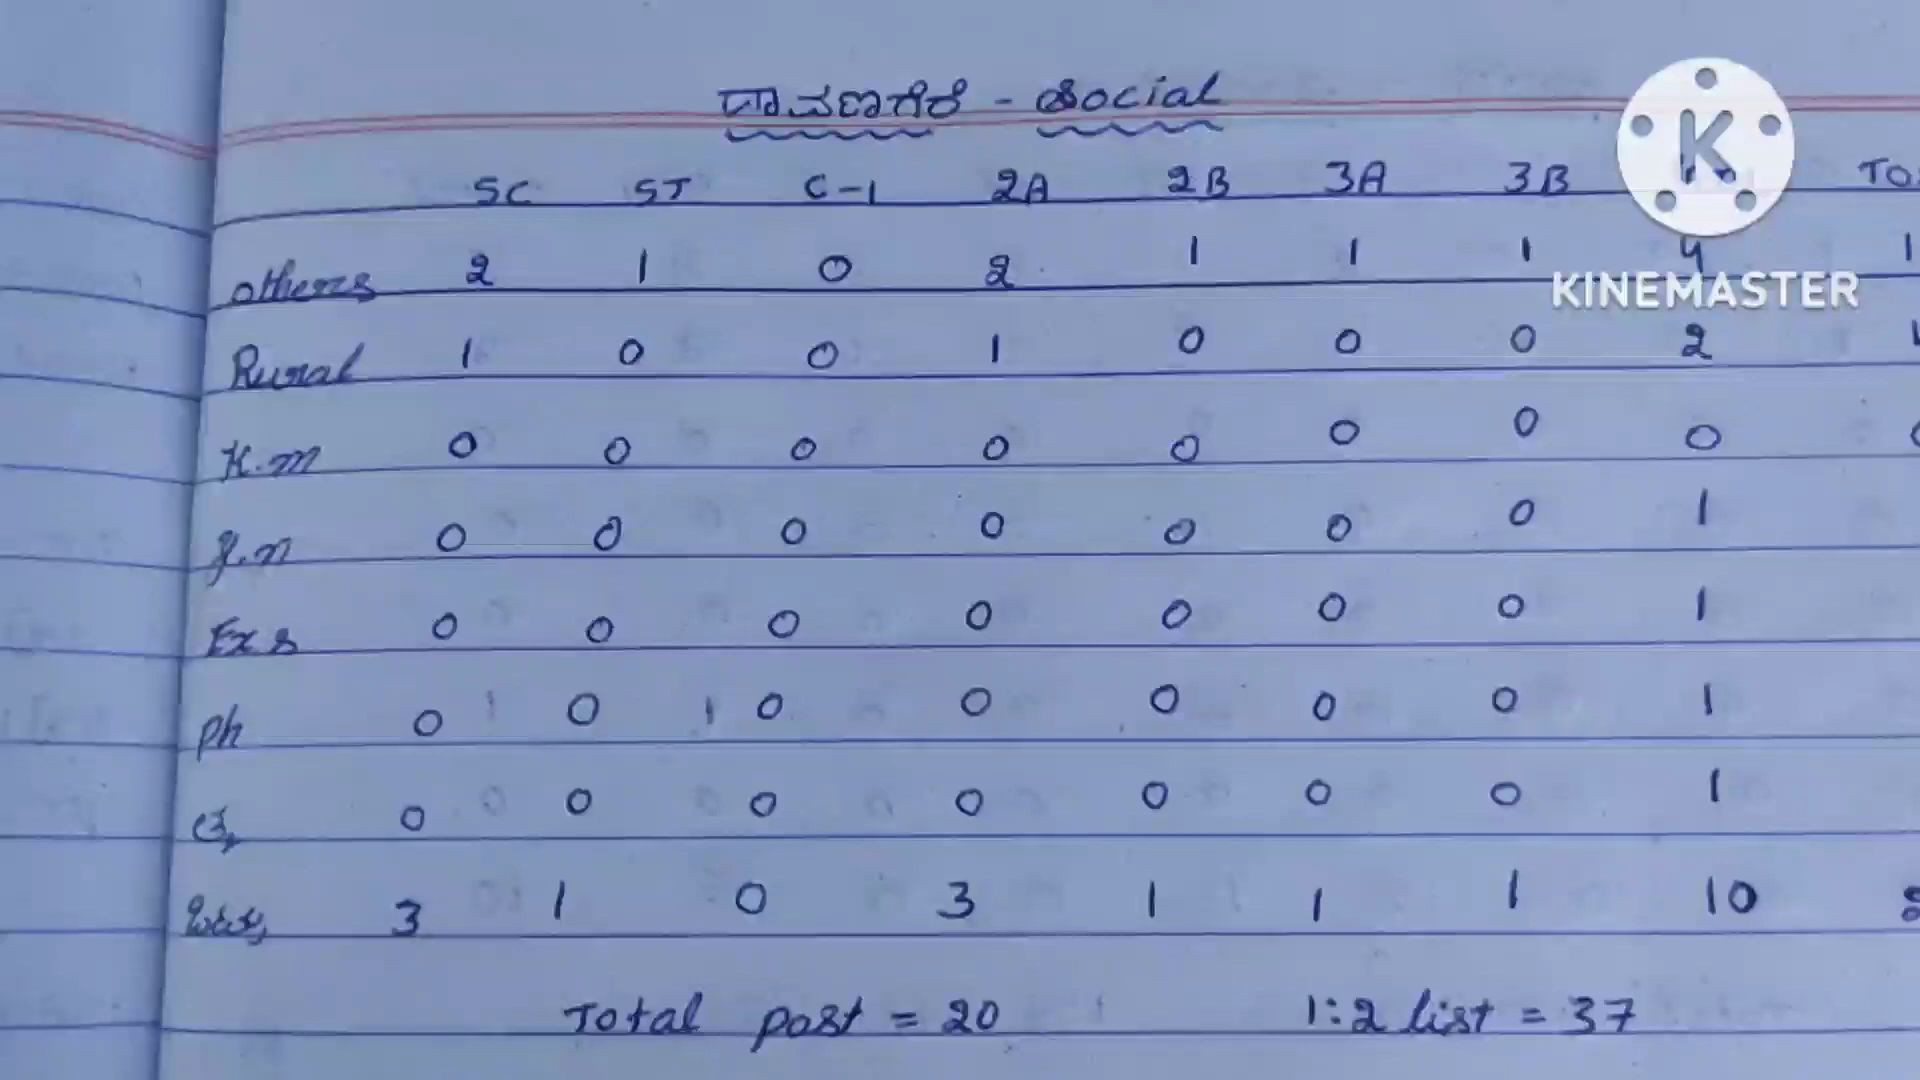 ದಾವಣಗೆರೆ - Social
SC ST C-1 2A 2B 3A 3B
others 2 1 0 2 1 1 1 4
Rural 1 0 0 1 0 0 0 2
K.m 0 0 0 0 0 0 0 0
P.m 0 0 0 0 0 0 0 1
Ex s 0 0 0 0 0 0 0 1
Ph 0 0 0 0 0 0 0 1
0 0 0 0 0 0 0 1
ಒಟ್ಟು 3 1 0 3 1 1 1 10
Total post = 20 1:2 list = 37
KINEMASTER